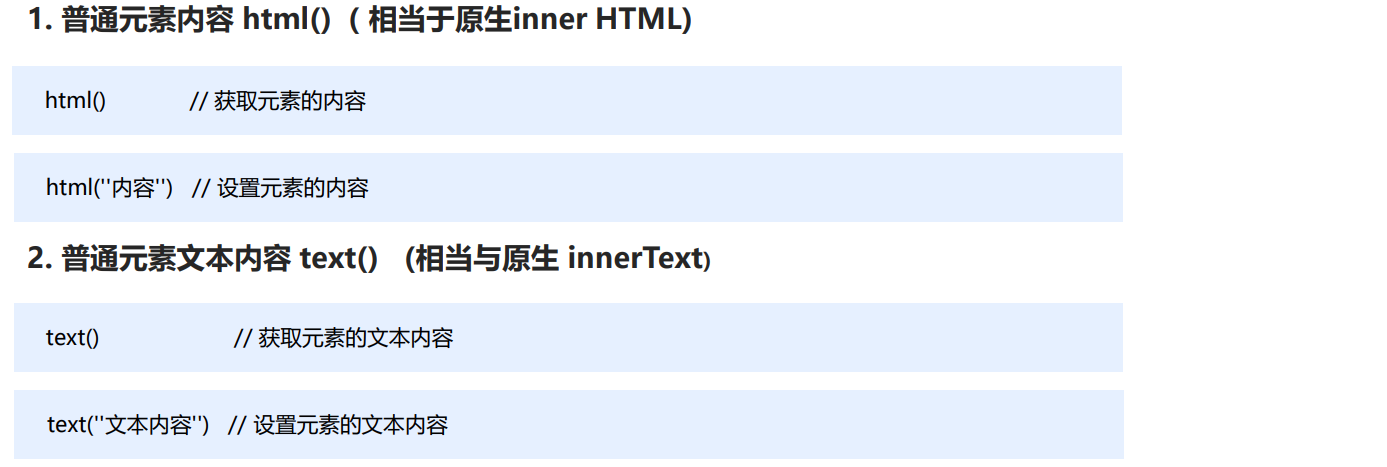 1. 普通元素内容 html()  ( 相当于原生inner HTML)
html()                // 获取元素的内容
html(''内容'')   // 设置元素的内容
2. 普通元素文本内容 text()   (相当与原生 innerText)
text()                          // 获取元素的文本内容
text(''文本内容'')   // 设置元素的文本内容